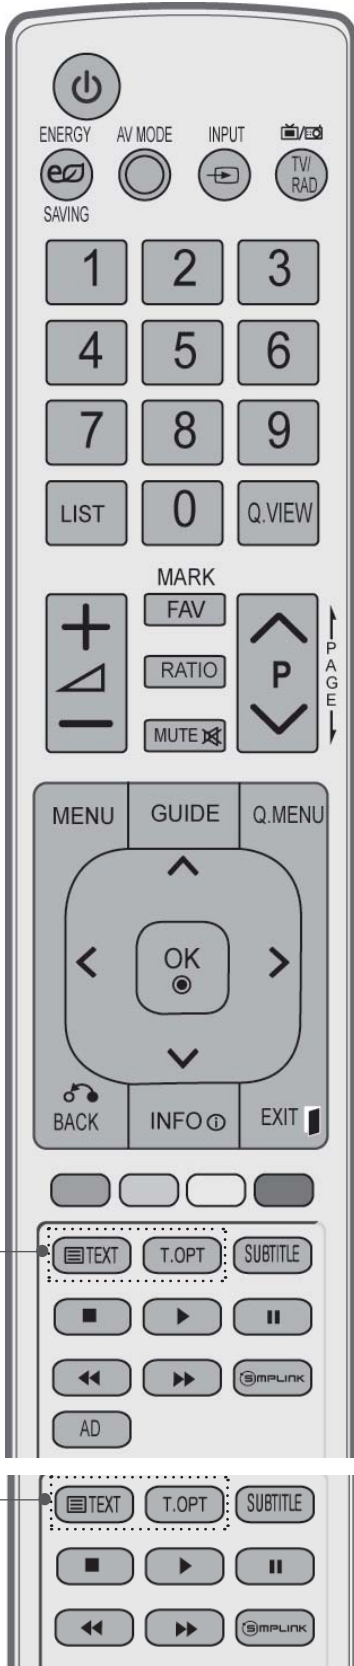 ENERGY AV MODE INPUT
TV/
RAD
SAVING
1 2 3
4 5 6
7 8 9
LIST 0 Q.VIEW
MARK
FAV
RATIO
P
PAGE
MUTE
MENU GUIDE Q.MENU
OK
BACK INFO EXIT
TEXT T.OPT SUBTITLE
SIMPLINK
AD
TEXT T.OPT SUBTITLE
SIMPLINK